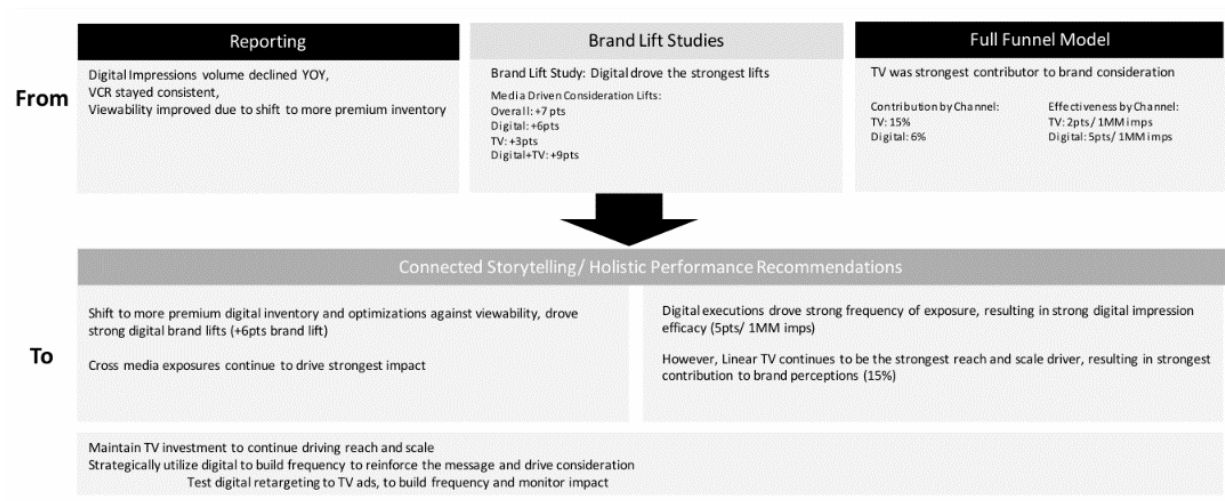 From
Reporting
Digital Impressions volume declined YOY,
VCR stayed consistent,
Viewability improved due to shift to more premium inventory
Brand Lift Studies
Brand Lift Study: Digital drove the strongest lifts
Media Driven Consideration Lifts:
Overall: +7 pts
Digital: +6pts
TV: +3pts
Digital+TV: +9pts
Full Funnel Model
TV was strongest contributor to brand consideration
Contribution by Channel:
TV: 15%
Digital: 6%
Effectiveness by Channel:
TV: 2pts/ 1MM imps
Digital: 5pts/ 1MM imps
Connected Storytelling/ Holistic Performance Recommendations
To
Shift to more premium digital inventory and optimizations against viewability, drove
strong digital brand lifts (+6pts brand lift)
Cross media exposures continue to drive strongest impact
Digital executions drove strong frequency of exposure, resulting in strong digital impression
efficacy (5pts/ 1MM imps)
However, Linear TV continues to be the strongest reach and scale driver, resulting in strongest
contribution to brand perceptions (15%)
Maintain TV investment to continue driving reach and scale
Strategically utilize digital to build frequency to reinforce the message and drive consideration
Test digital retargeting to TV ads, to build frequency and monitor impact